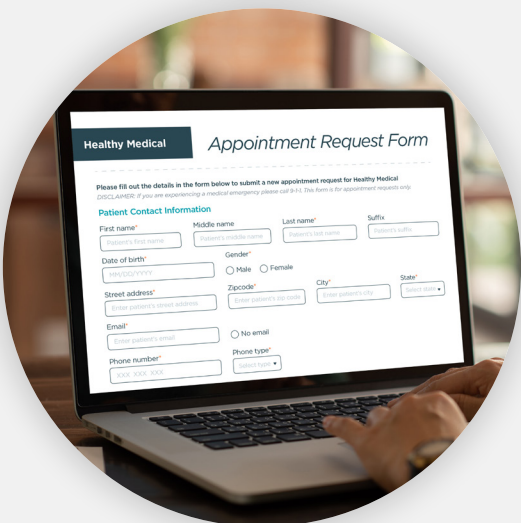 Healthy Medical
Appointment Request Form
Please fill out the details in the form below to submit a new appointment request for Healthy Medical
DISCLAIMER: If you are experiencing a medical emergency please call 9-1-1. This form is for appointment requests only.
Patient Contact Information
First name* Middle name Last name* Suffix
Patient's first name Patient's middle name Patient's last name Patient's suffix
Date of birth* Gender*
MM/DD/YYYY Male Female
Street address* Zipcode* City* State*
Enter patient's street address Enter patient's zip code Enter patient's city Select state
Email*
Enter patient's email No email
Phone number* Phone type*
XXX XXX XXX Select type